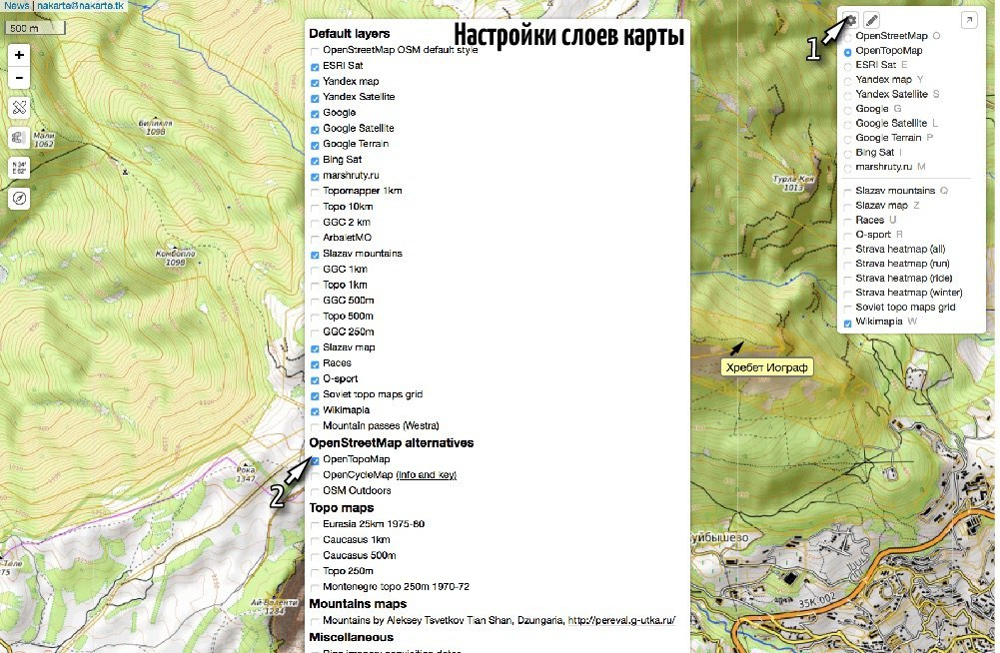 News | nakarte@nakarte.tk
500 m
+
-
N 34°
E 62°
Настройки слоев карты
Default layers
OpenStreetMap OSM default style
ESRI Sat
Yandex map
Yandex Satellite
Google
Google Satellite
Google Terrain
Bing Sat
marshruty.ru
Topomapper 1km
Topo 10km
GGC 2 km
ArbaletMO
Slazav mountains
GGC 1km
Topo 1km
GGC 500m
Topo 500m
GGC 250m
Slazav map
Races
O-sport
Soviet topo maps grid
Wikimapia
Mountain passes (Westra)
OpenStreetMap alternatives
OpenTopoMap
OpenCycleMap (info and key)
OSM Outdoors
Topo maps
Eurasia 25km 1975-80
Caucasus 1km
Caucasus 500m
Topo 250m
Montenegro topo 250m 1970-72
Mountains maps
Mountains by Aleksey Tsvetkov Tian Shan, Dzungaria, http://pereval.g-utka.ru/
Miscellaneous
1
2
OpenStreetMap O
OpenTopoMap
ESRI Sat E
Yandex map Y
Yandex Satellite S
Google G
Google Satellite L
Google Terrain P
Bing Sat I
marshruty.ru M
Slazav mountains Q
Slazav map Z
Races U
O-sport R
Strava heatmap (all)
Strava heatmap (run)
Strava heatmap (ride)
Strava heatmap (winter)
Soviet topo maps grid
Wikimapia W
Мали
1062
Биликля
1098
Комбопло
1098
Рока
1347
Ай-Валенти
1234
Турла-Кая
1013
Хребет Иограф
уйбышево
35К-002